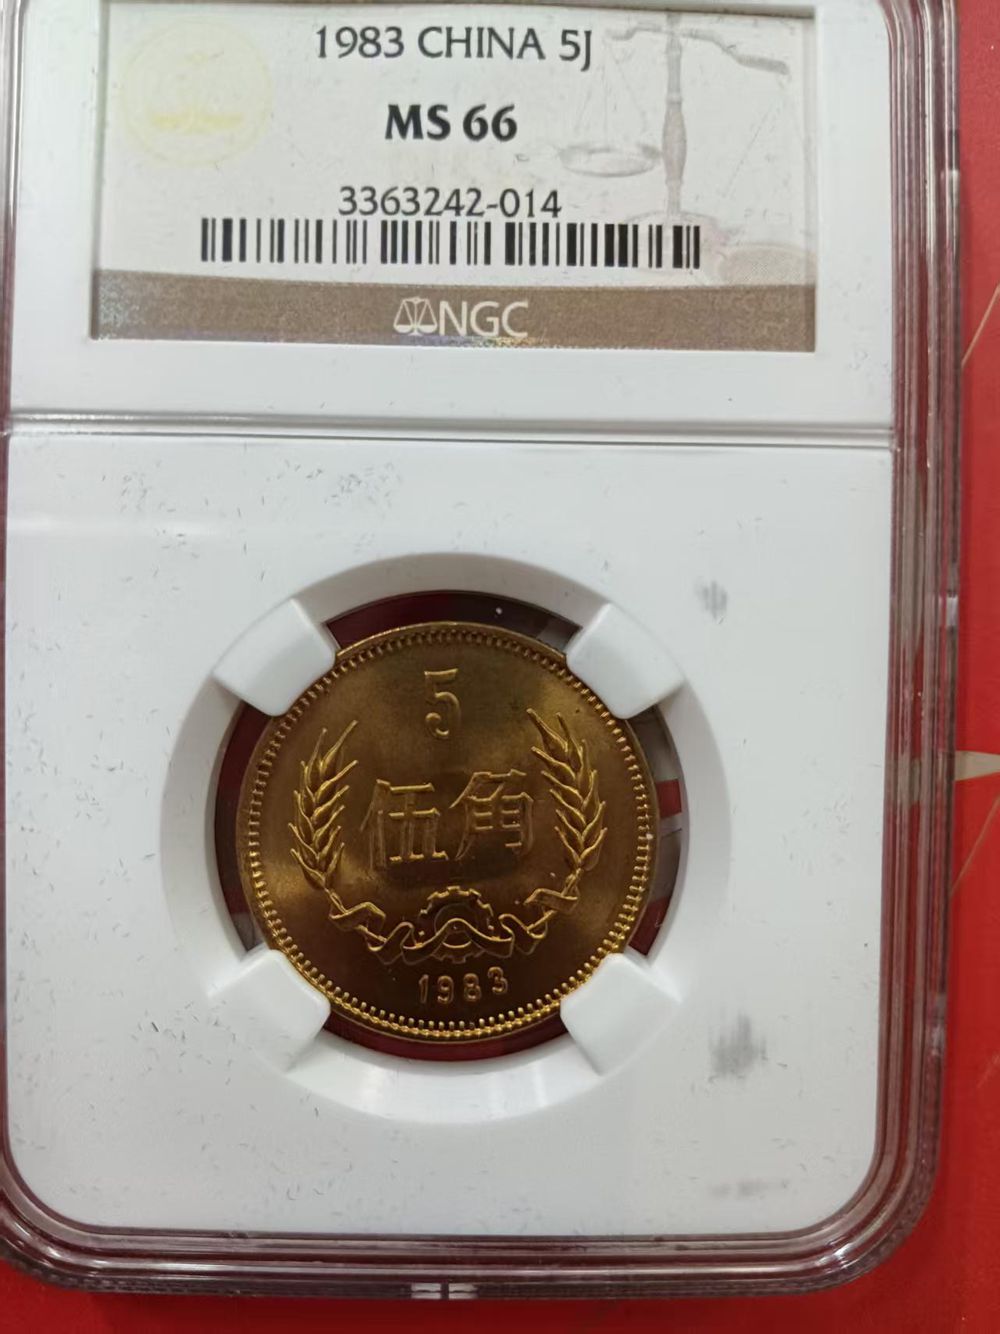 1983 CHINA 5J
MS 66
3363242-014
NGC
5
伍角
1983